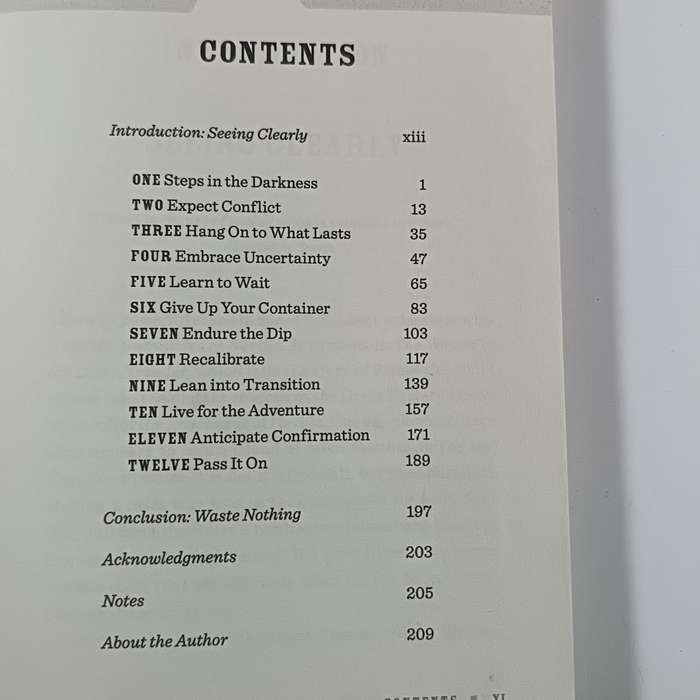 CONTENTS
Introduction: Seeing Clearly xiii
ONE Steps in the Darkness 1
TWO Expect Conflict 13
THREE Hang On to What Lasts 35
FOUR Embrace Uncertainty 47
FIVE Learn to Wait 65
SIX Give Up Your Container 83
SEVEN Endure the Dip 103
EIGHT Recalibrate 117
NINE Lean into Transition 139
TEN Live for the Adventure 157
ELEVEN Anticipate Confirmation 171
TWELVE Pass It On 189
Conclusion: Waste Nothing 197
Acknowledgments 203
Notes 205
About the Author 209
CONTENTS XI